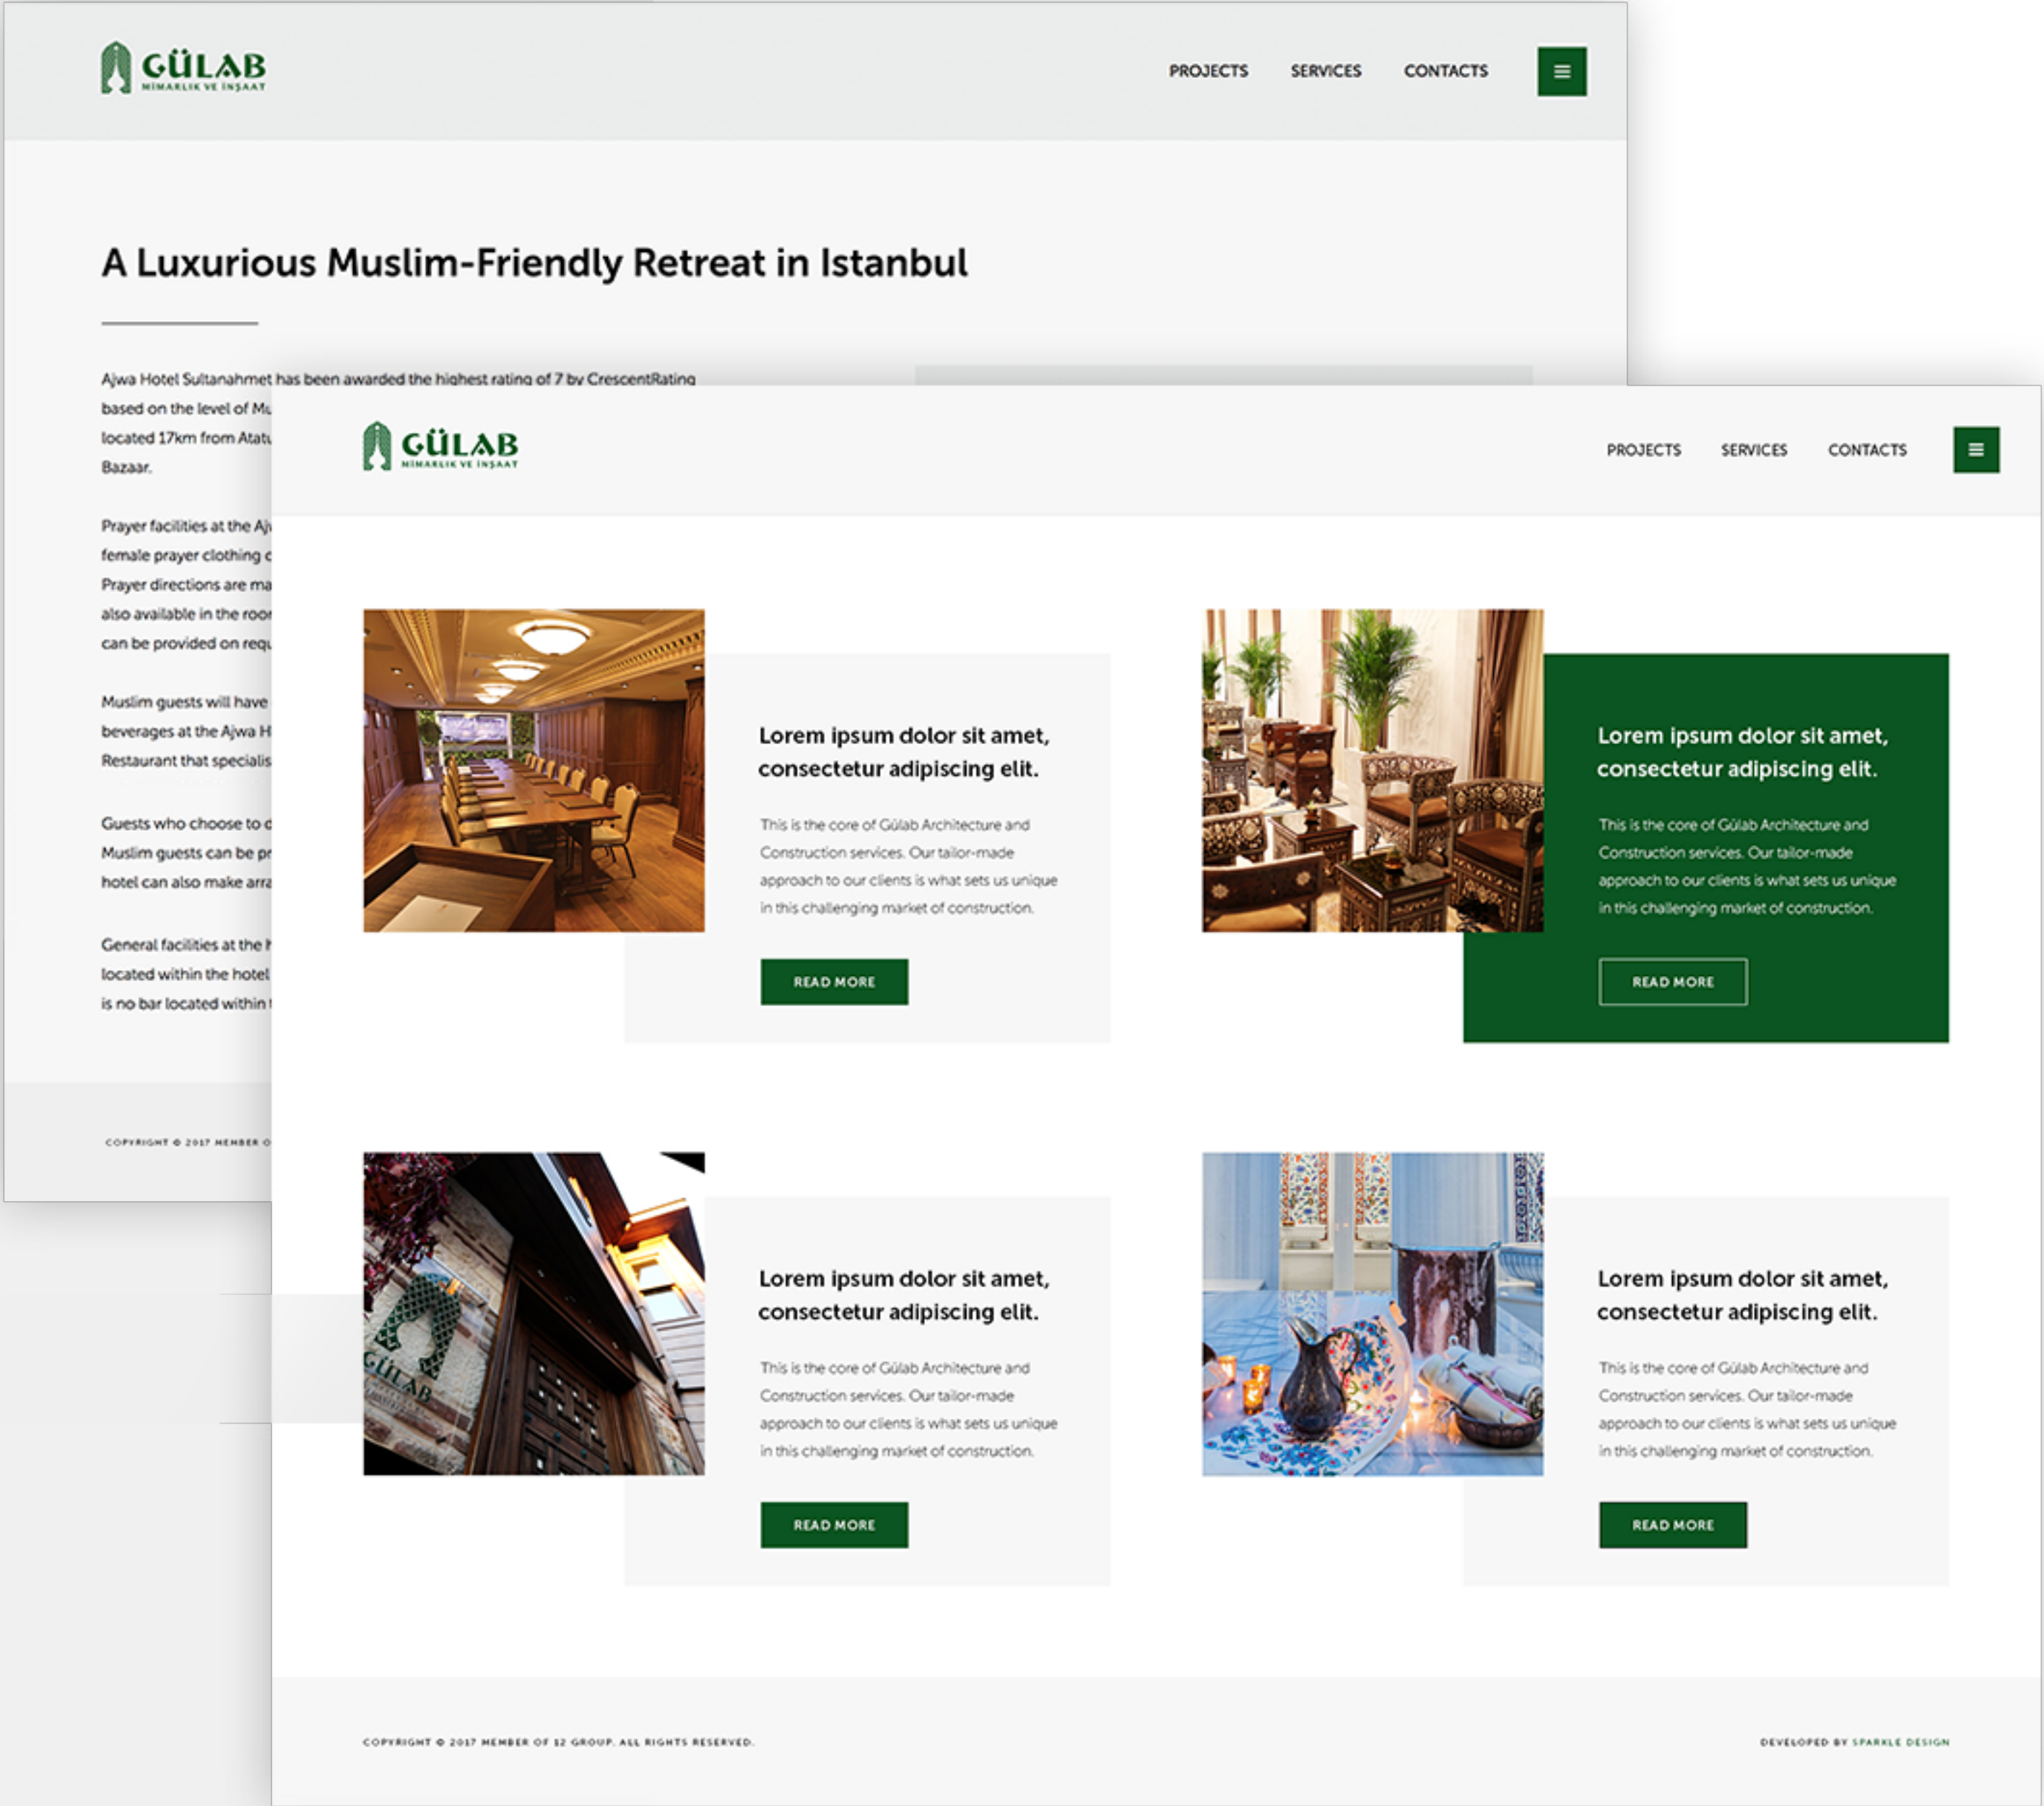 GÜLAB
MİMARLIK VE İNŞAAT
PROJECTS SERVICES CONTACTS
A Luxurious Muslim-Friendly Retreat in Istanbul
Ajwa Hotel Sultanahmet has been awarded the highest rating of 7 by CrescentRating
based on the level of
located 17km from
Bazaar.
Prayer facilities at the
female prayer clothing
Prayer directions are
also available in the
can be provided on
Muslim guests will have
beverages at the Ajwa
Restaurant that
Guests who choose to
Muslim guests can be
hotel can also make
General facilities at the
located within the hotel
is no bar located within
COPYRIGHT © 2017 MEMBER
GÜLAB
MİMARLIK VE İNŞAAT
PROJECTS SERVICES CONTACTS
Lorem ipsum dolor sit amet,
consectetur adipiscing elit.
This is the core of Gülab Architecture and
Construction services. Our tailor-made
approach to our clients is what sets us unique
in this challenging market of construction.
READ MORE
Lorem ipsum dolor sit amet,
consectetur adipiscing elit.
This is the core of Gülab Architecture and
Construction services. Our tailor-made
approach to our clients is what sets us unique
in this challenging market of construction.
READ MORE
GÜLAB
Lorem ipsum dolor sit amet,
consectetur adipiscing elit.
This is the core of Gülab Architecture and
Construction services. Our tailor-made
approach to our clients is what sets us unique
in this challenging market of construction.
READ MORE
Lorem ipsum dolor sit amet,
consectetur adipiscing elit.
This is the core of Gülab Architecture and
Construction services. Our tailor-made
approach to our clients is what sets us unique
in this challenging market of construction.
READ MORE
COPYRIGHT © 2017 MEMBER OF 12 GROUP. ALL RIGHTS RESERVED.
DEVELOPED BY SPARKLE DESIGN